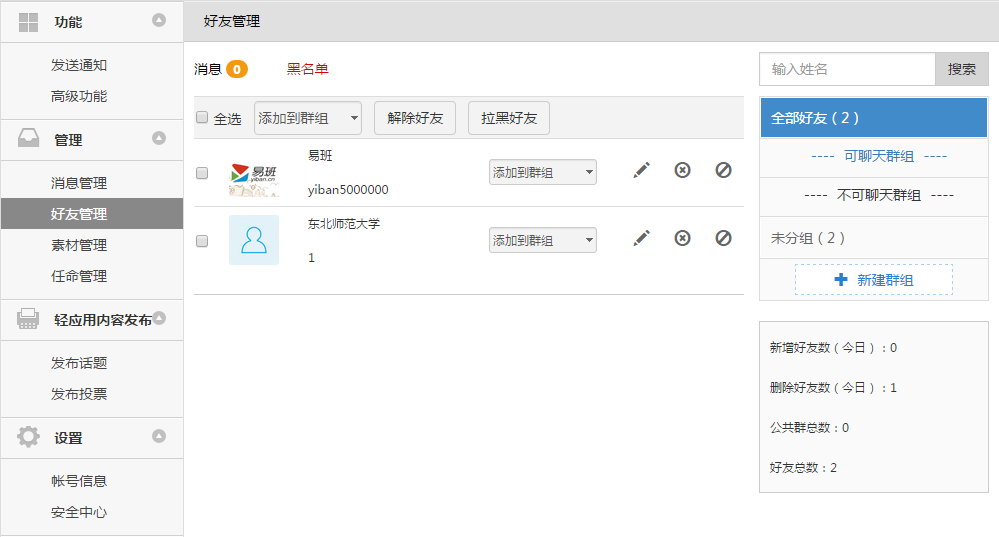 功能
发送通知
高级功能
管理
消息管理
好友管理
素材管理
任命管理
轻应用内容发布
发布话题
发布投票
设置
帐号信息
安全中心
好友管理
消息 0 黑名单
全选 添加到群组 解除好友 拉黑好友
易班
yiban.cn
易班
yiban5000000
添加到群组
东北师范大学
1
添加到群组
输入姓名 搜索
全部好友（2）
---- 可聊天群组 ----
---- 不可聊天群组 ----
未分组（2）
新建群组
新增好友数（今日）：0
删除好友数（今日）：1
公共群总数：0
好友总数：2